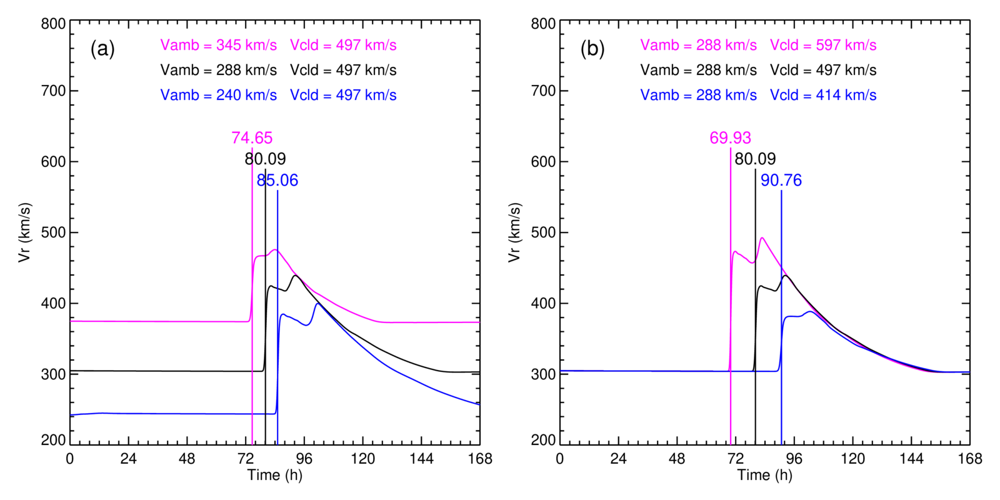 (a)
Vamb = 345 km/s Vcld = 497 km/s
Vamb = 288 km/s Vcld = 497 km/s
Vamb = 240 km/s Vcld = 497 km/s
74.65
80.09
85.06
800
700
600
500
400
300
200
Vr (km/s)
0 24 48 72 96 120 144 168
Time (h)
(b)
Vamb = 288 km/s Vcld = 597 km/s
Vamb = 288 km/s Vcld = 497 km/s
Vamb = 288 km/s Vcld = 414 km/s
69.93
80.09
90.76
800
700
600
500
400
300
200
Vr (km/s)
0 24 48 72 96 120 144 168
Time (h)